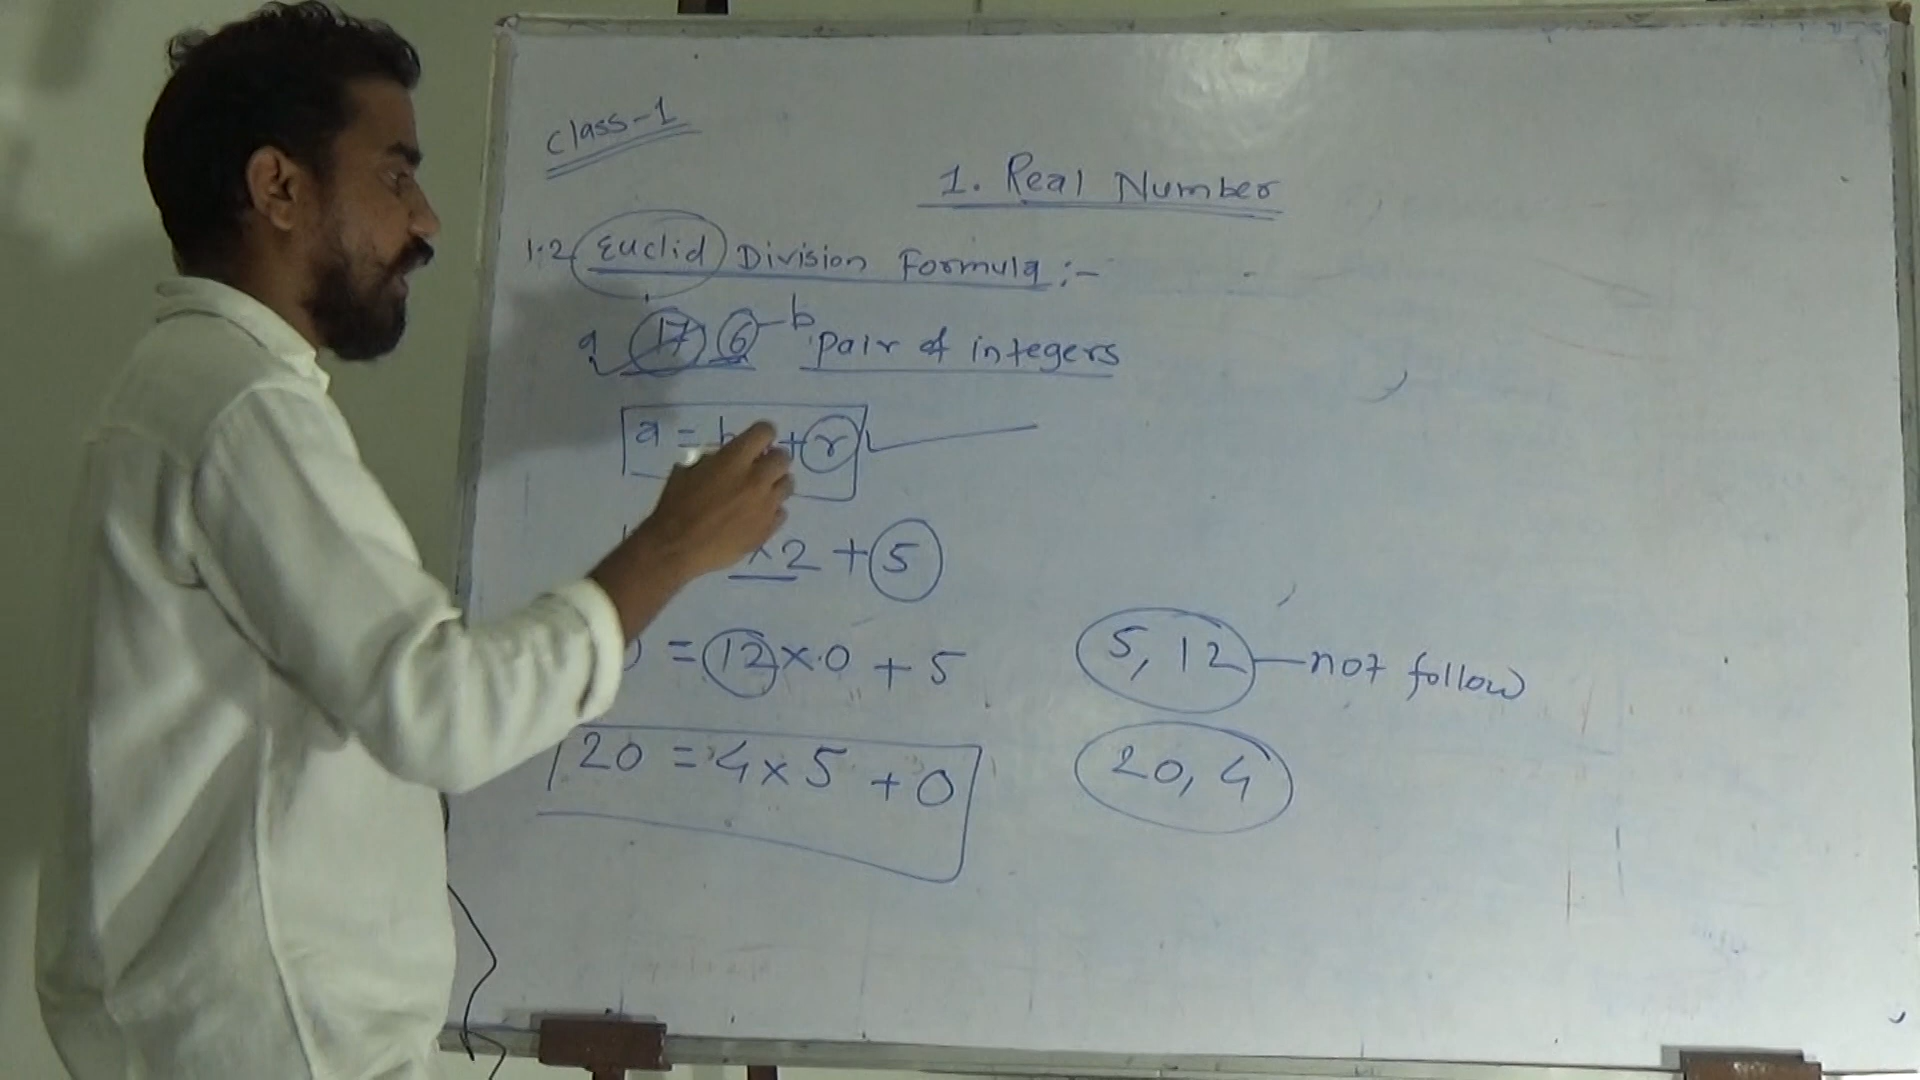 class-1
1. Real Number
1.2 Euclid Division Formula :-
a 17 6 - b pair of integers
a = b + r
×2 + 5
= 12 × 0 + 5
5, 12 - not follow
20 = 4 × 5 + 0
20, 4